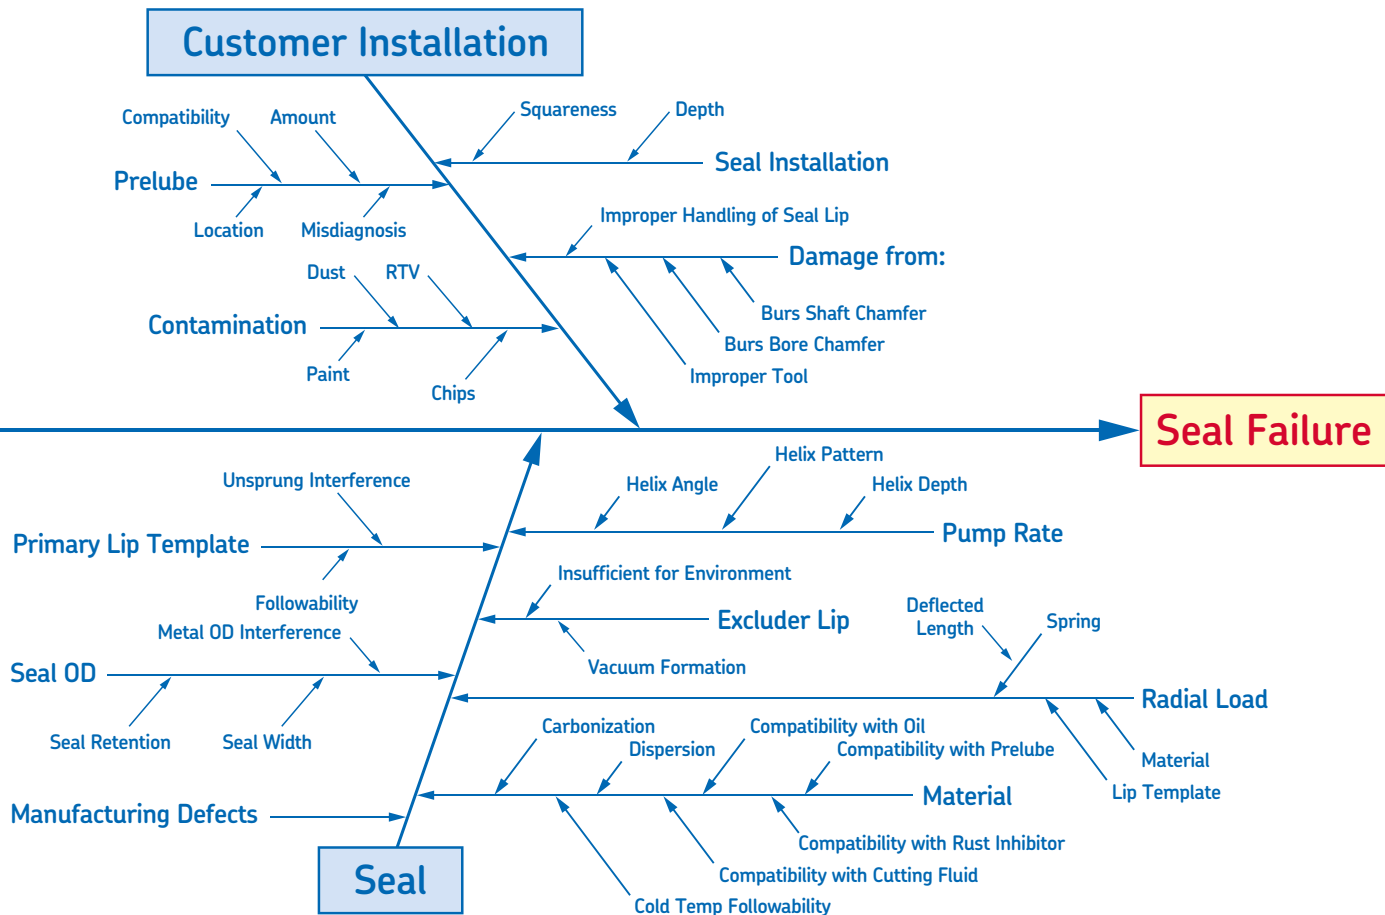 Customer Installation
Squareness
Depth
Compatibility
Amount
Seal Installation
Prelube
Location
Misdiagnosis
Improper Handling of Seal Lip
Damage from:
Dust
RTV
Burs Shaft Chamfer
Contamination
Burs Bore Chamfer
Paint
Improper Tool
Chips
Seal Failure
Helix Pattern
Unsprung Interference
Helix Angle
Helix Depth
Primary Lip Template
Pump Rate
Insufficient for Environment
Followability
Deflected
Length
Spring
Excluder Lip
Metal OD Interference
Vacuum Formation
Seal OD
Radial Load
Seal Retention
Seal Width
Carbonization
Compatibility with Oil
Dispersion
Compatibility with Prelube
Material
Lip Template
Material
Manufacturing Defects
Compatibility with Rust Inhibitor
Compatibility with Cutting Fluid
Seal
Cold Temp Followability